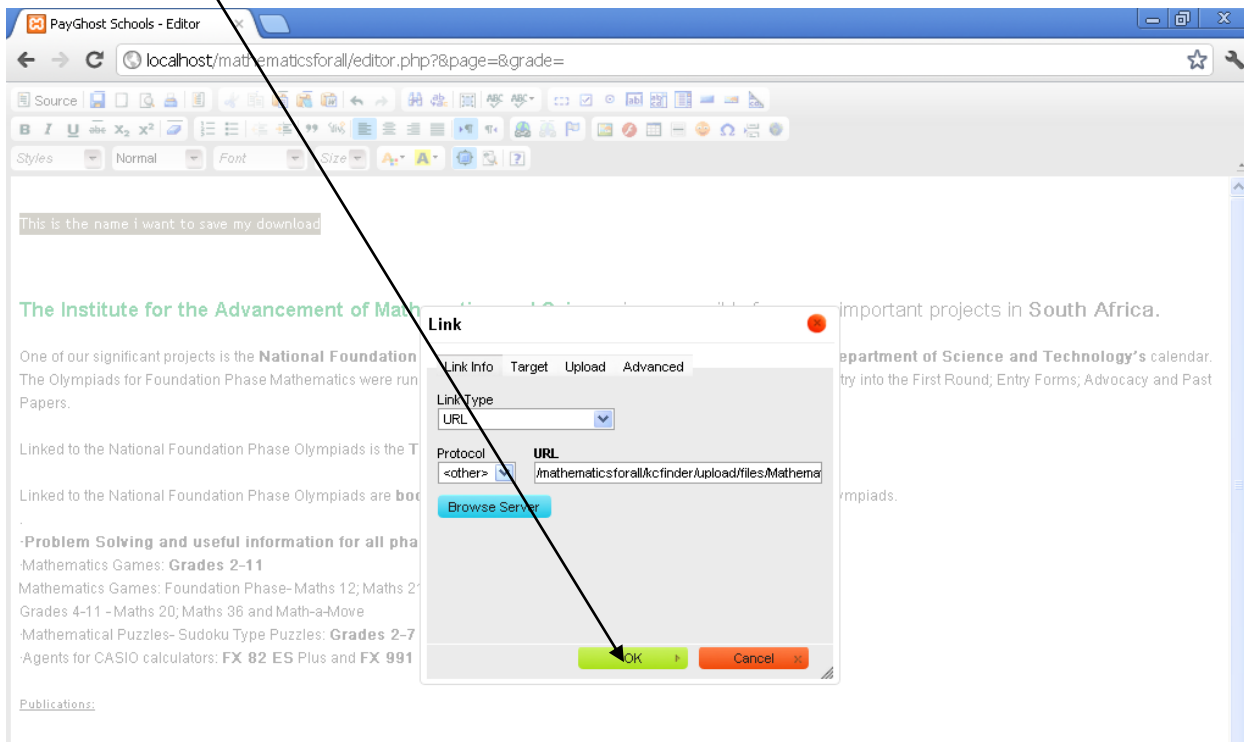 PayGhost Schools - Editor
localhost/mathematicsforall/editor.php?&page=&grade=
Source
B I U abc X₂ X²
Styles Normal Font Size A A
This is the name i want to save my download
The Institute for the Advancement of Math important projects in South Africa.
One of our significant projects is the National Foundation epartment of Science and Technology's calendar.
The Olympiads for Foundation Phase Mathematics were run try into the First Round; Entry Forms; Advocacy and Past
Papers.
Linked to the National Foundation Phase Olympiads is the T
Linked to the National Foundation Phase Olympiads are boo ympiads.
.
·Problem Solving and useful information for all pha
·Mathematics Games: Grades 2-11
Mathematics Games: Foundation Phase- Maths 12; Maths 21
Grades 4-11 - Maths 20; Maths 36 and Math-a-Move
·Mathematical Puzzles- Sudoku Type Puzzles: Grades 2-7
·Agents for CASIO calculators: FX 82 ES Plus and FX 991
Publications:
Link
Link Info Target Upload Advanced
Link Type
URL
Protocol URL
<other> /mathematicsforall/kcfinder/upload/files/Mathema
Browse Server
OK Cancel